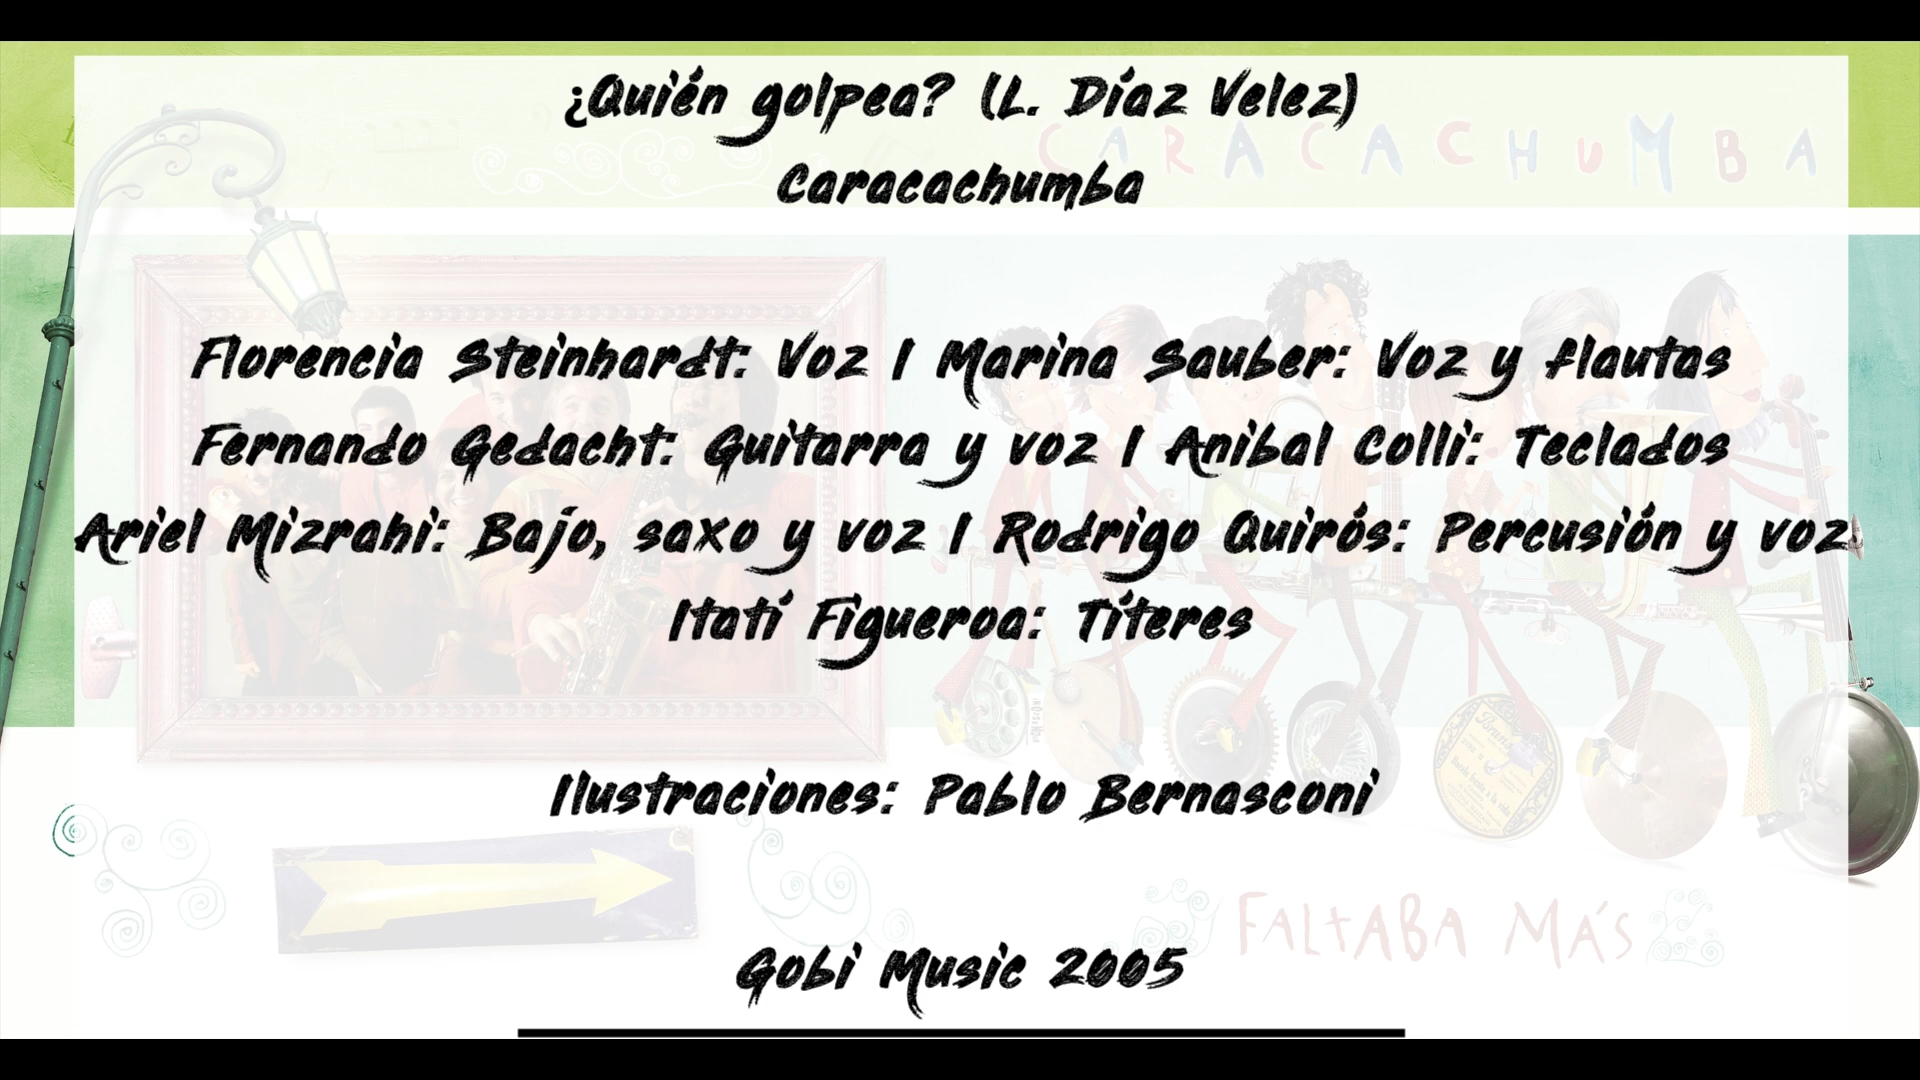 ¿Quién golpea? (L. Díaz Velez)
CARACACHUMBA
Caracachumba
Florencia Steinhardt: Voz | Marina Sauber: Voz y flautas
Fernando Gedacht: Guitarra y voz | Anibal Colli: Teclados
Ariel Mizrahi: Bajo, saxo y voz | Rodrigo Quirós: Percusión y voz
Itatí Figueroa: Títeres
Ilustraciones: Pablo Bernasconi
FALTABA MÁS
Gobi Music 2005